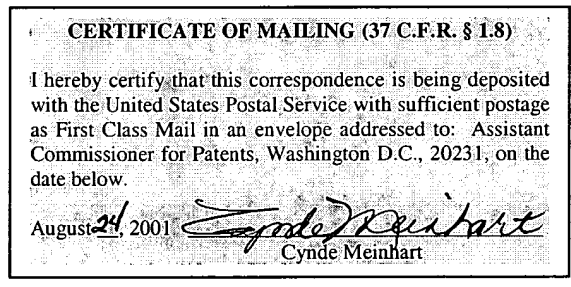 CERTIFICATE OF MAILING (37 C.F.R. § 1.8)
I hereby certify that this correspondence is being deposited
with the United States Postal Service with sufficient postage
as First Class Mail in an envelope addressed to: Assistant
Commissioner for Patents, Washington D.C., 20231, on the
date below.
August 24, 2001 Cynde Meinhart
Cynde Meinhart